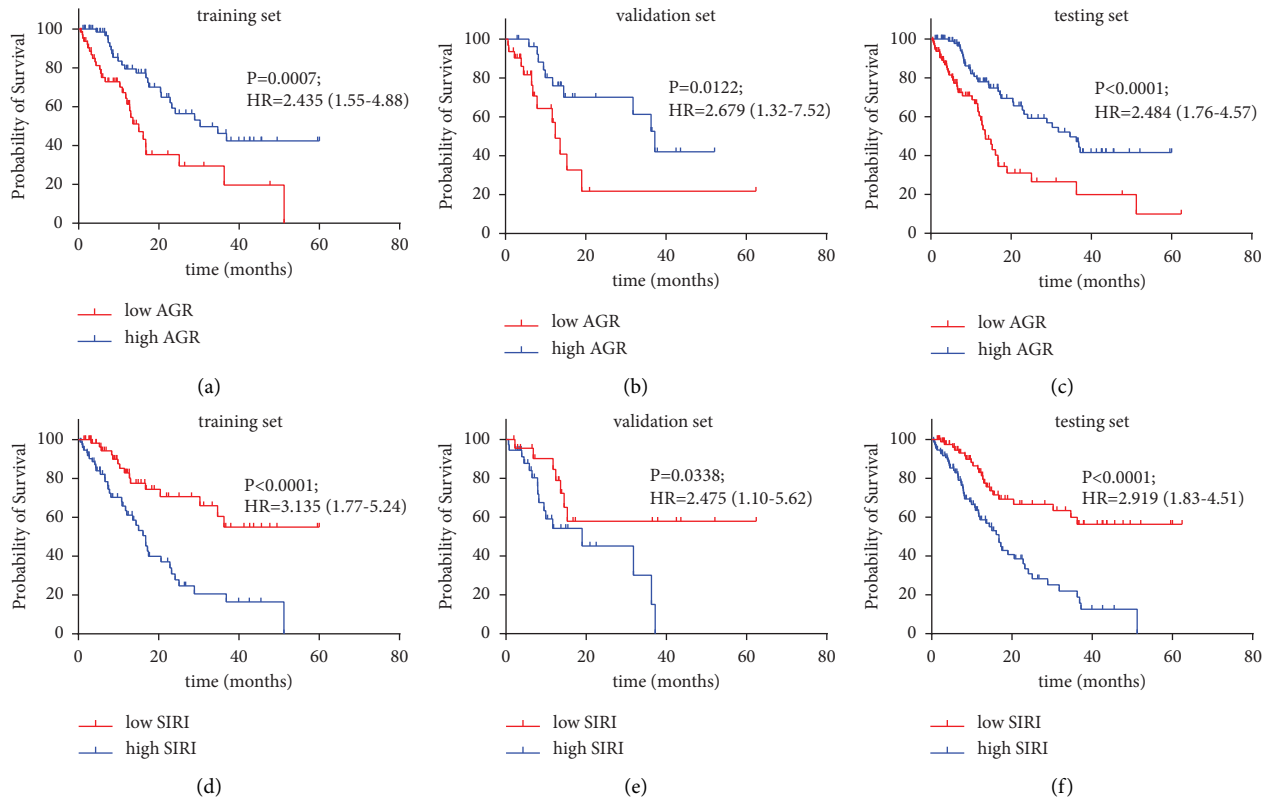 training set
Probability of Survival
100
80
60
40
20
0
P=0.0007;
HR=2.435 (1.55-4.88)
0 20 40 60 80
time (months)
low AGR
high AGR
(a)
validation set
Probability of Survival
100
80
60
40
20
0
P=0.0122;
HR=2.679 (1.32-7.52)
0 20 40 60 80
time (months)
low AGR
high AGR
(b)
testing set
Probability of Survival
100
80
60
40
20
0
P<0.0001;
HR=2.484 (1.76-4.57)
0 20 40 60 80
time (months)
low AGR
high AGR
(c)
training set
Probability of Survival
100
80
60
40
20
0
P<0.0001;
HR=3.135 (1.77-5.24)
0 20 40 60 80
time (months)
low SIRI
high SIRI
(d)
validation set
Probability of Survival
100
80
60
40
20
0
P=0.0338;
HR=2.475 (1.10-5.62)
0 20 40 60 80
time (months)
low SIRI
high SIRI
(e)
testing set
Probability of Survival
100
80
60
40
20
0
P<0.0001;
HR=2.919 (1.83-4.51)
0 20 40 60 80
time (months)
low SIRI
high SIRI
(f)